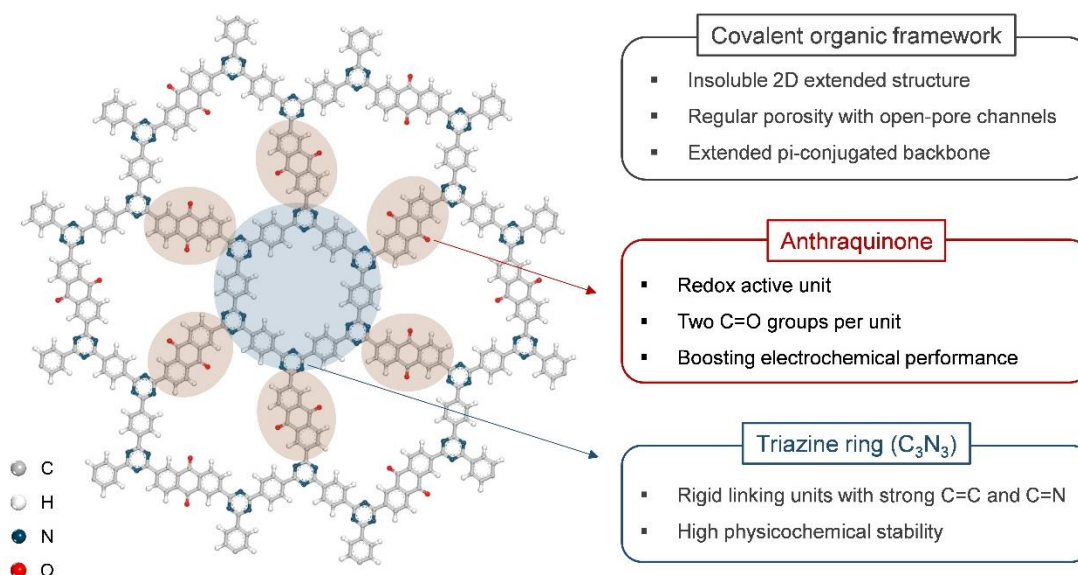 Covalent organic framework
▪ Insoluble 2D extended structure
▪ Regular porosity with open-pore channels
▪ Extended pi-conjugated backbone
Anthraquinone
▪ Redox active unit
▪ Two C=O groups per unit
▪ Boosting electrochemical performance
Triazine ring (C₃N₃)
▪ Rigid linking units with strong C=C and C=N
▪ High physicochemical stability
C
H
N
O